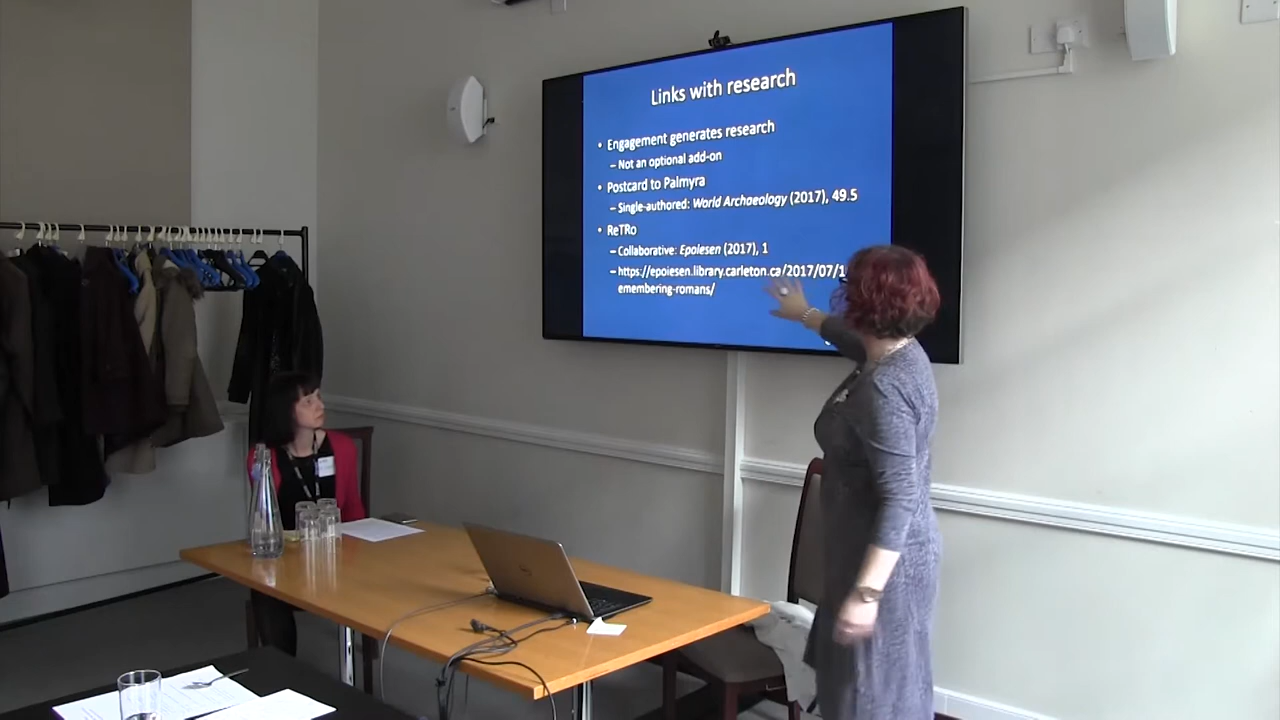 Links with research
• Engagement generates research
– Not an optional add-on
• Postcard to Palmyra
– Single-authored: World Archaeology (2017), 49.5
• ReTRo
– Collaborative: Epoiesen (2017), 1
– https://epoiesen.library.carleton.ca/2017/07/1
emembering-romans/